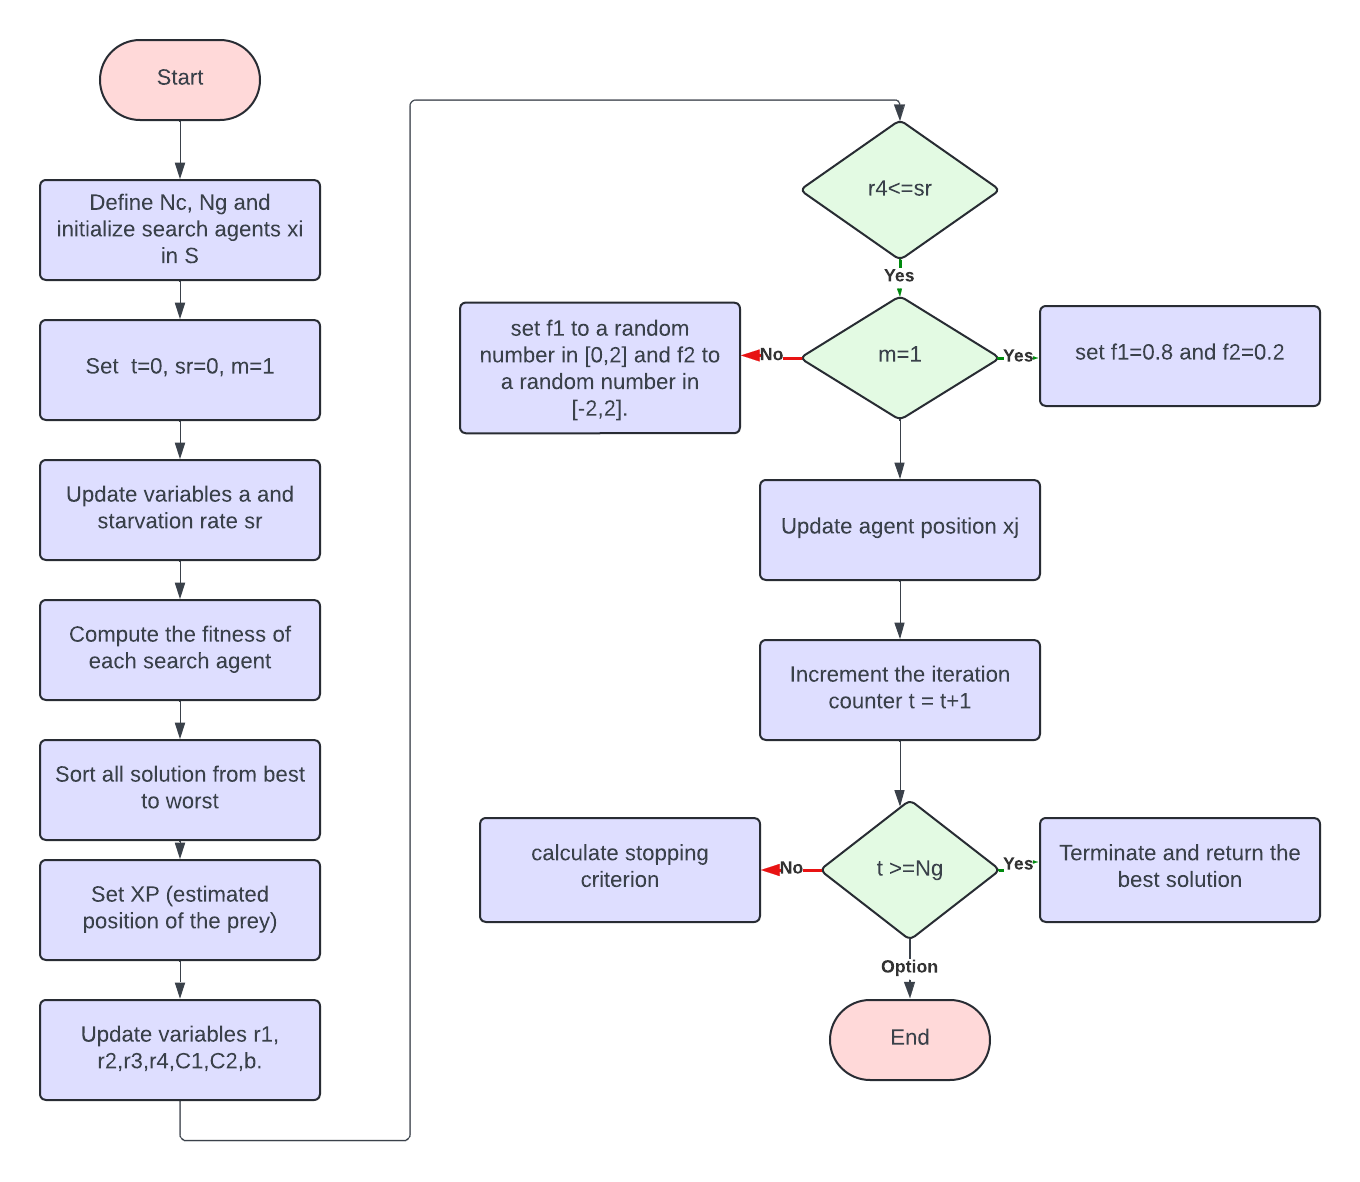 Start
Define Nc, Ng and
initialize search agents xi
in S
Set  t=0, sr=0, m=1
Update variables a and
starvation rate sr
Compute the fitness of
each search agent
Sort all solution from best
to worst
Set XP (estimated
position of the prey)
Update variables r1,
r2,r3,r4,C1,C2,b.
r4<=sr
Yes
set f1 to a random
number in [0,2] and f2 to
a random number in
[-2,2].
No
m=1
Yes
set f1=0.8 and f2=0.2
Update agent position xj
Increment the iteration
counter t = t+1
calculate stopping
criterion
No
t >=Ng
Yes
Terminate and return the
best solution
Option
End